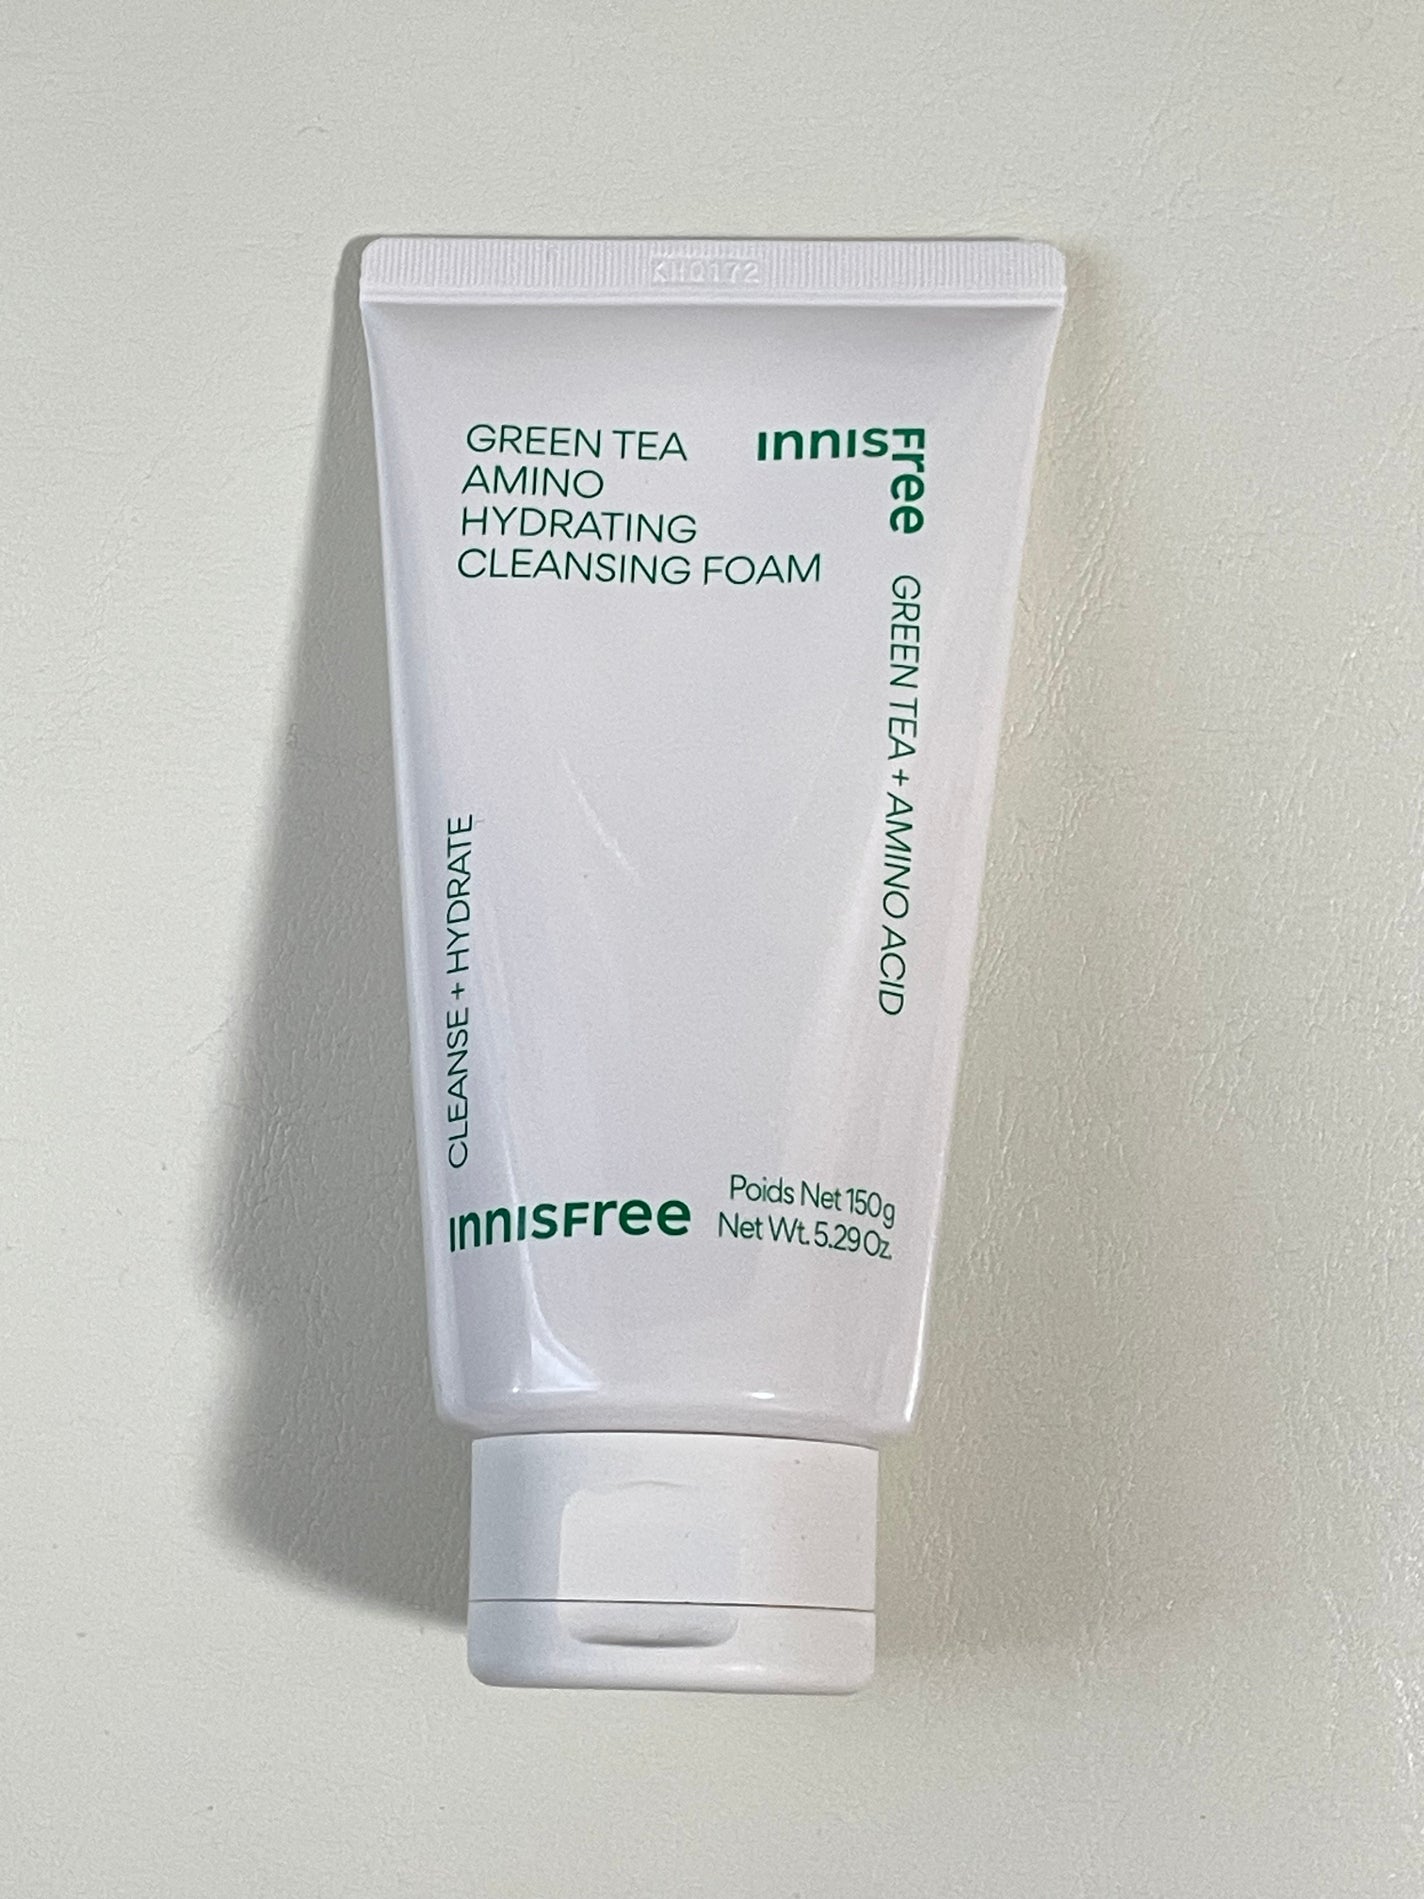 GREEN TEA
AMINO
HYDRATING
CLEANSING FOAM
innisfree
GREEN TEA + AMINO ACID
CLEANSE + HYDRATE
innisfree
Poids Net 150g
Net Wt. 5.29 Oz.